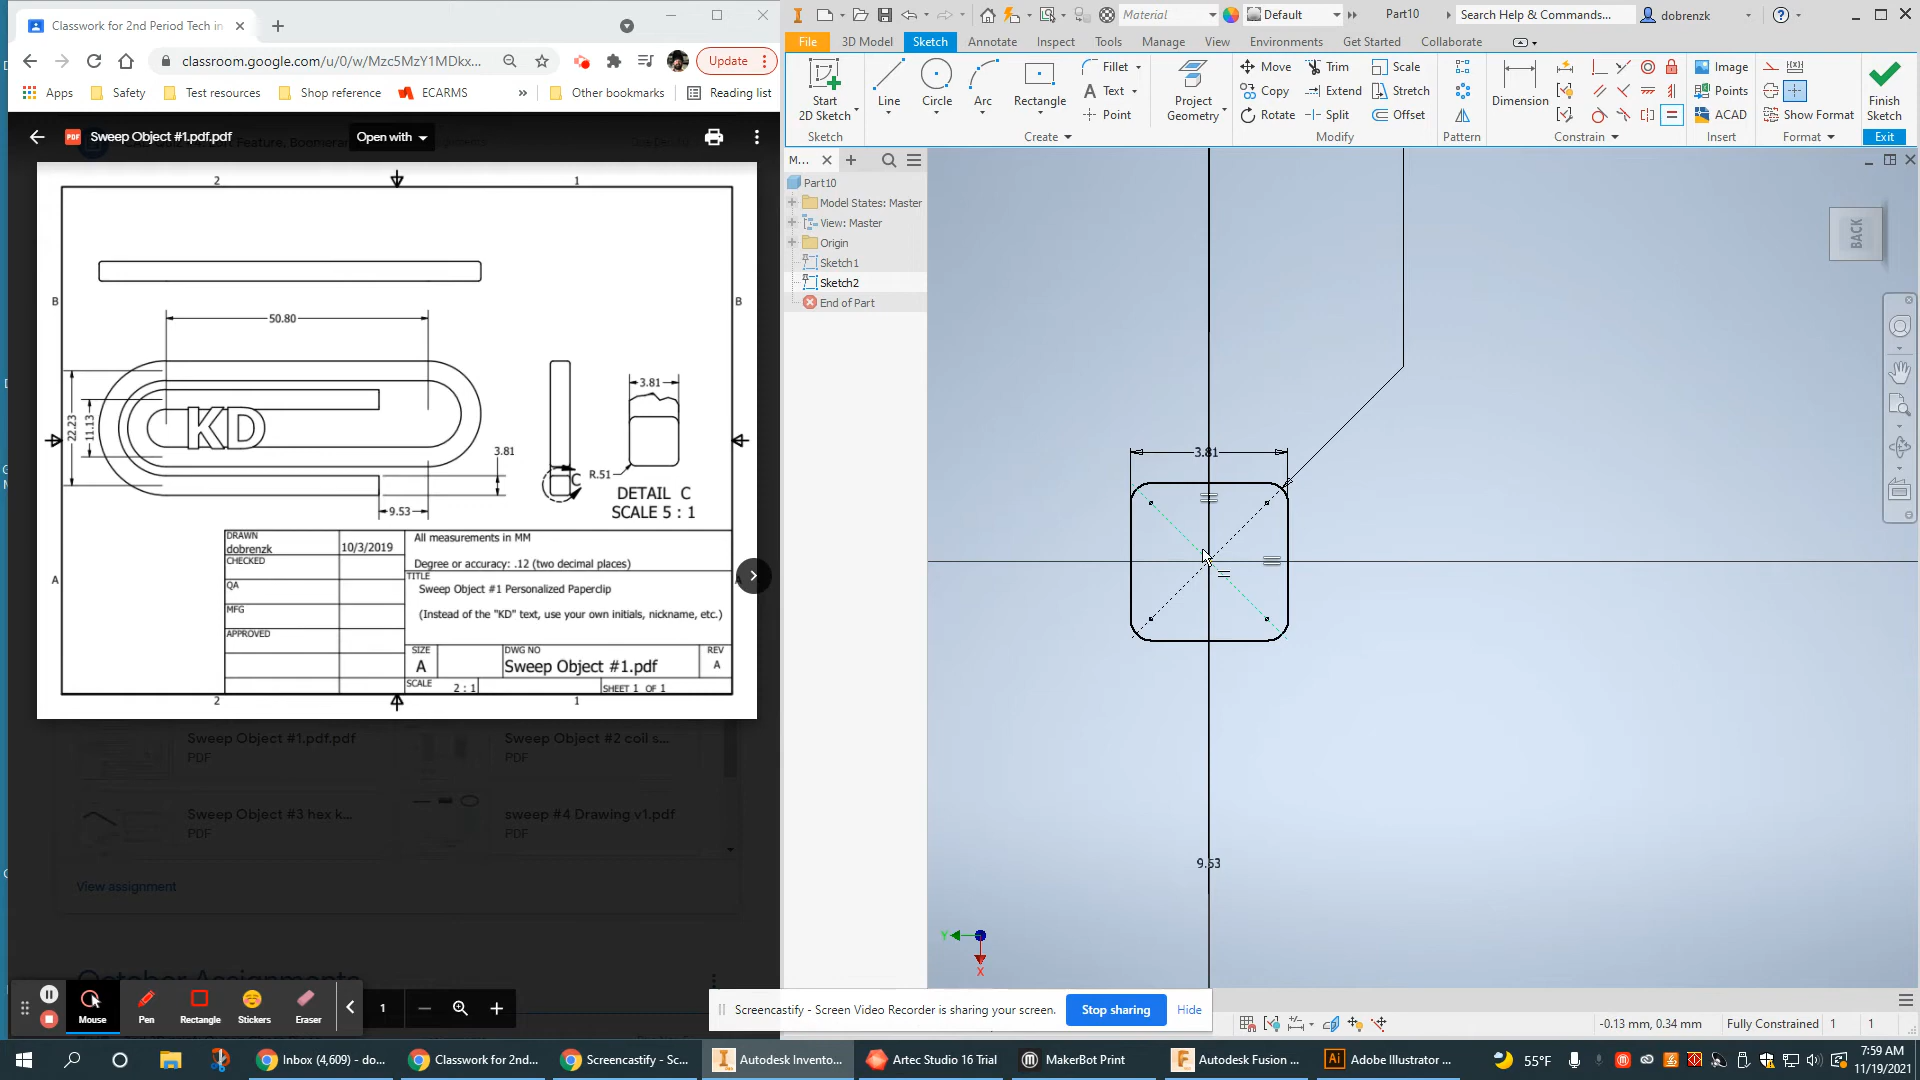 Classwork for 2nd Period Tech in
classroom.google.com/u/0/w/Mzc5MzY1MDkx...
Update
Apps
Safety
Test resources
Shop reference
ECARMS
»
Other bookmarks
Reading list
PDF Sweep Object #1.pdf.pdf
Open with
2 1
B B
50.80
22.23
11.13
KD
3.81
9.53
C
3.81
R.51
DETAIL C
SCALE 5 : 1
A A
DRAWN
dobrenzk
10/3/2019
CHECKED
QA
MFG
APPROVED
All measurements in MM
Degree or accuracy: .12 (two decimal places)
TITLE
Sweep Object #1 Personalized Paperclip
(Instead of the "KD" text, use your own initials, nickname, etc.)
SIZE
A
DWG NO
Sweep Object #1.pdf
REV
A
SCALE
2 : 1
SHEET 1 OF 1
2 1
Sweep Object #1.pdf.pdf
PDF
Sweep Object #2 coil s...
PDF
Sweep Object #3 hex k...
PDF
sweep #4 Drawing v1.pdf
PDF
View assignment
October Assignments
Mouse
Pen
Rectangle
Stickers
Eraser
1
Material
Default
Part10
Search Help & Commands...
dobrenzk
File
3D Model
Sketch
Annotate
Inspect
Tools
Manage
View
Environments
Get Started
Collaborate
Start
2D Sketch
Line
Circle
Arc
Rectangle
Fillet
Text
Point
Project
Geometry
Move
Copy
Rotate
Trim
Extend
Split
Scale
Stretch
Offset
Dimension
Image
Points
ACAD
Show Format
Finish
Sketch
Sketch
Create
Modify
Pattern
Constrain
Insert
Format
Exit
M...
Part10
Model States: Master
View: Master
Origin
Sketch1
Sketch2
End of Part
BACK
3.81
9.53
Y
X
Screencastify - Screen Video Recorder is sharing your screen.
Stop sharing
Hide
-0.13 mm, 0.34 mm
Fully Constrained
1
1
Inbox (4,609) - do...
Classwork for 2nd...
Screencastify - Sc...
Autodesk Invento...
Artec Studio 16 Trial
MakerBot Print
Autodesk Fusion ...
Adobe Illustrator ...
55°F
7:59 AM
11/19/2021